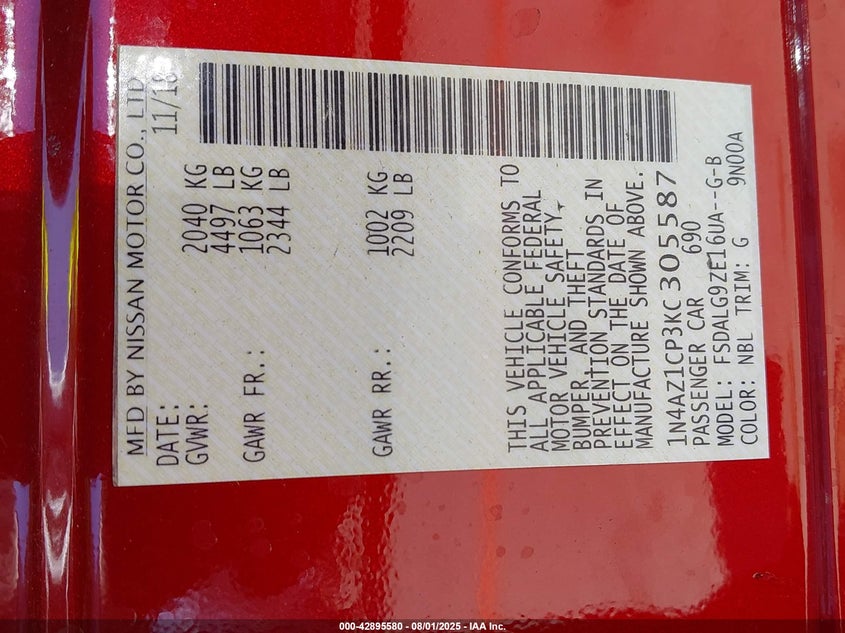 MFD BY NISSAN MOTOR CO., LTD
DATE: 11/18
GVWR: 2040 KG
4497 LB
GAWR FR.: 1063 KG
2344 LB
GAWR RR.: 1002 KG
2209 LB
THIS VEHICLE CONFORMS TO
ALL APPLICABLE FEDERAL
MOTOR VEHICLE SAFETY,
BUMPER, AND THEFT
PREVENTION STANDARDS IN
EFFECT ON THE DATE OF
MANUFACTURE SHOWN ABOVE.
1N4AZ1CP3KC305587
PASSENGER CAR 690
MODEL: FSDALG9ZE16UA--G-B
COLOR: NBL TRIM: G 9N00A
000-42895580 - 08/01/2025 - IAA Inc.